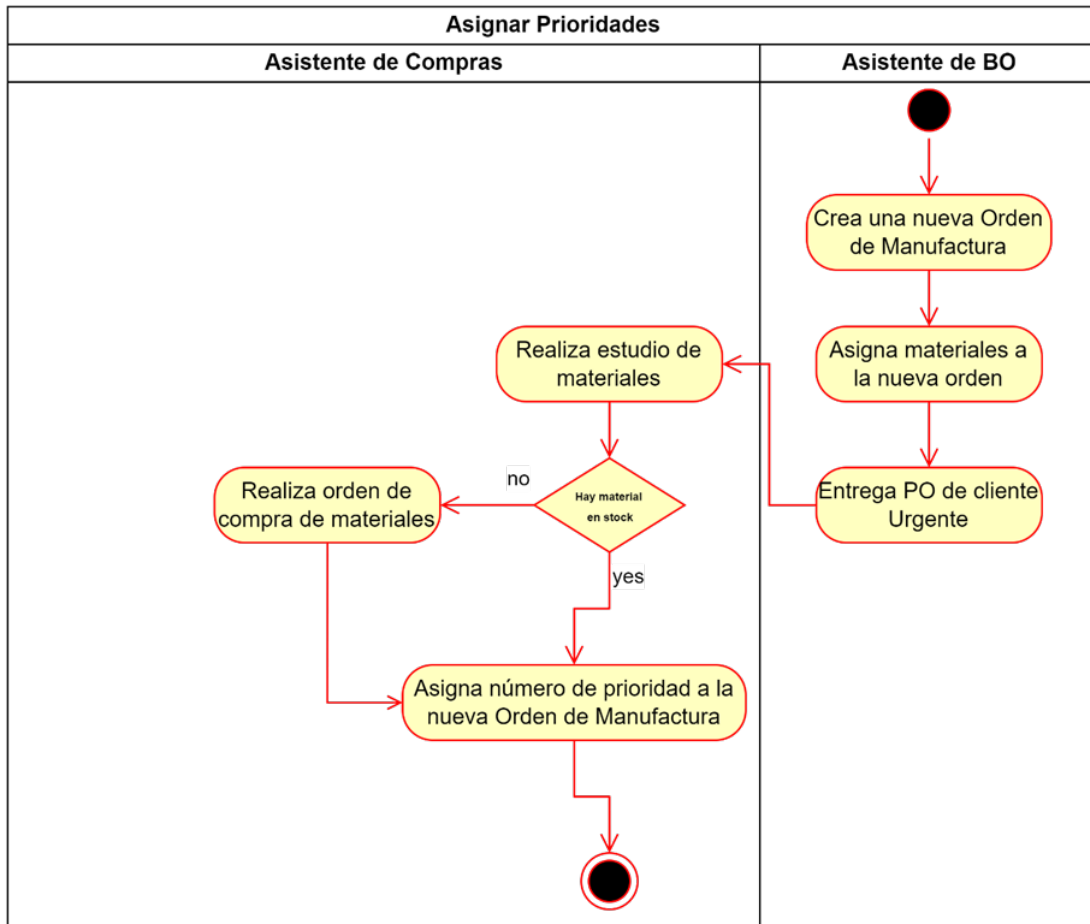 Asignar Prioridades
Asistente de Compras
Asistente de BO
Crea una nueva Orden
de Manufactura
Asigna materiales a
la nueva orden
Entrega PO de cliente
Urgente
Realiza estudio de
materiales
Hay material
en stock
no
Realiza orden de
compra de materiales
yes
Asigna número de prioridad a la
nueva Orden de Manufactura